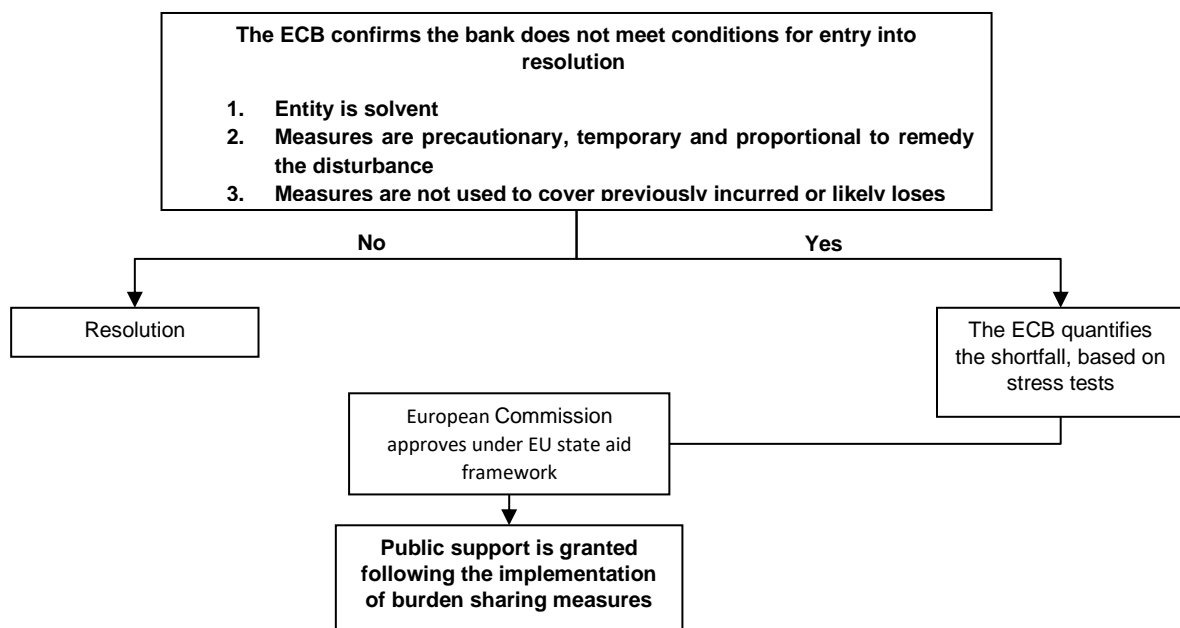 The ECB confirms the bank does not meet conditions for entry into
resolution
1. Entity is solvent
2. Measures are precautionary, temporary and proportional to remedy
the disturbance
3. Measures are not used to cover previously incurred or likely loses
No
Yes
Resolution
The ECB quantifies
the shortfall, based on
stress tests
European Commission
approves under EU state aid
framework
Public support is granted
following the implementation
of burden sharing measures